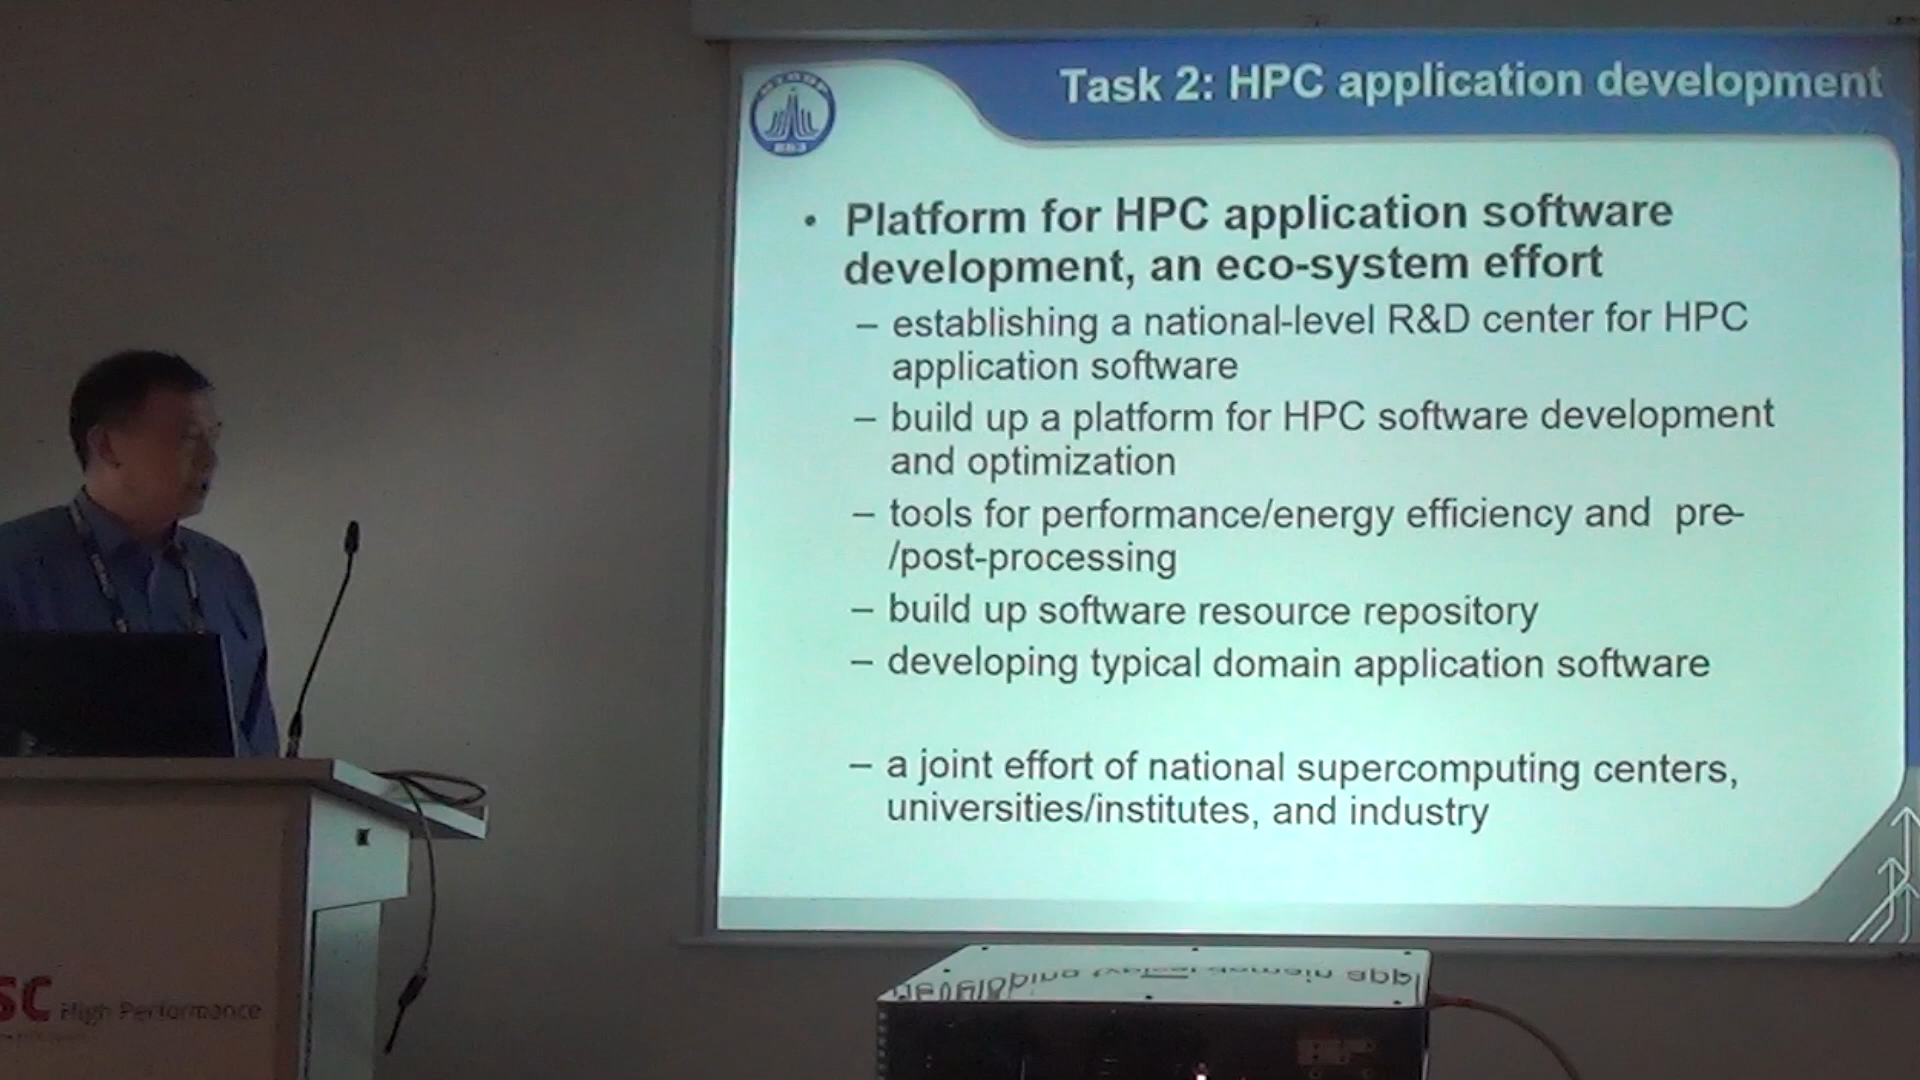 Task 2: HPC application development
863
• Platform for HPC application software
development, an eco-system effort
– establishing a national-level R&D center for HPC
application software
– build up a platform for HPC software development
and optimization
– tools for performance/energy efficiency and pre-
/post-processing
– build up software resource repository
– developing typical domain application software
– a joint effort of national supercomputing centers,
universities/institutes, and industry
SC High Performance